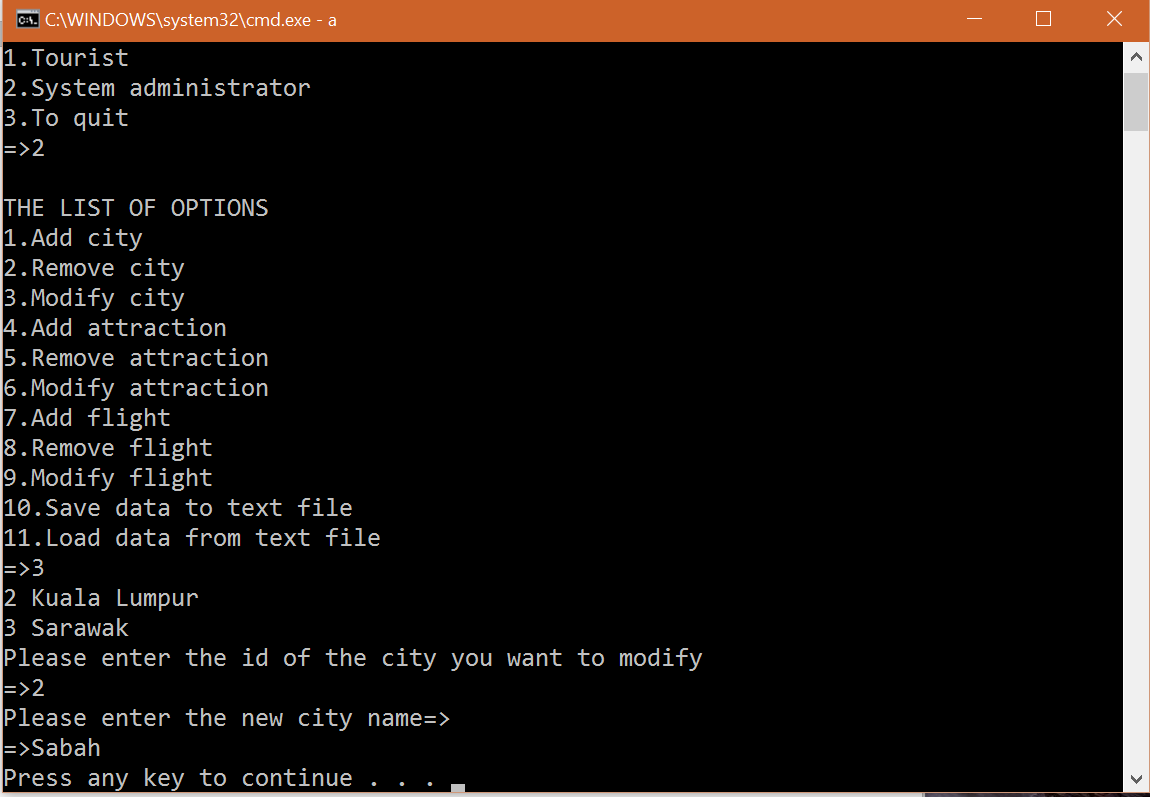 C:\WINDOWS\system32\cmd.exe - a
1.Tourist
2.System administrator
3.To quit
=>2
THE LIST OF OPTIONS
1.Add city
2.Remove city
3.Modify city
4.Add attraction
5.Remove attraction
6.Modify attraction
7.Add flight
8.Remove flight
9.Modify flight
10.Save data to text file
11.Load data from text file
=>3
2 Kuala Lumpur
3 Sarawak
Please enter the id of the city you want to modify
=>2
Please enter the new city name=>
=>Sabah
Press any key to continue . . .